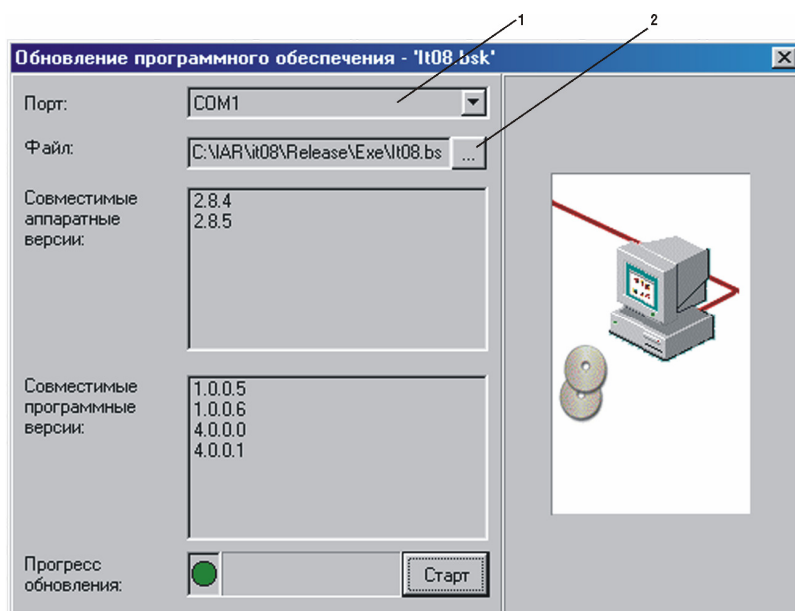 1
2
Обновление программного обеспечения - 'It08.bsk'
Порт:
COM1
Файл:
C:\IAR\it08\Release\Exe\It08.bs
...
Совместимые
аппаратные
версии:
2.8.4
2.8.5
Совместимые
программные
версии:
1.0.0.5
1.0.0.6
4.0.0.0
4.0.0.1
Прогресс
обновления:
Старт